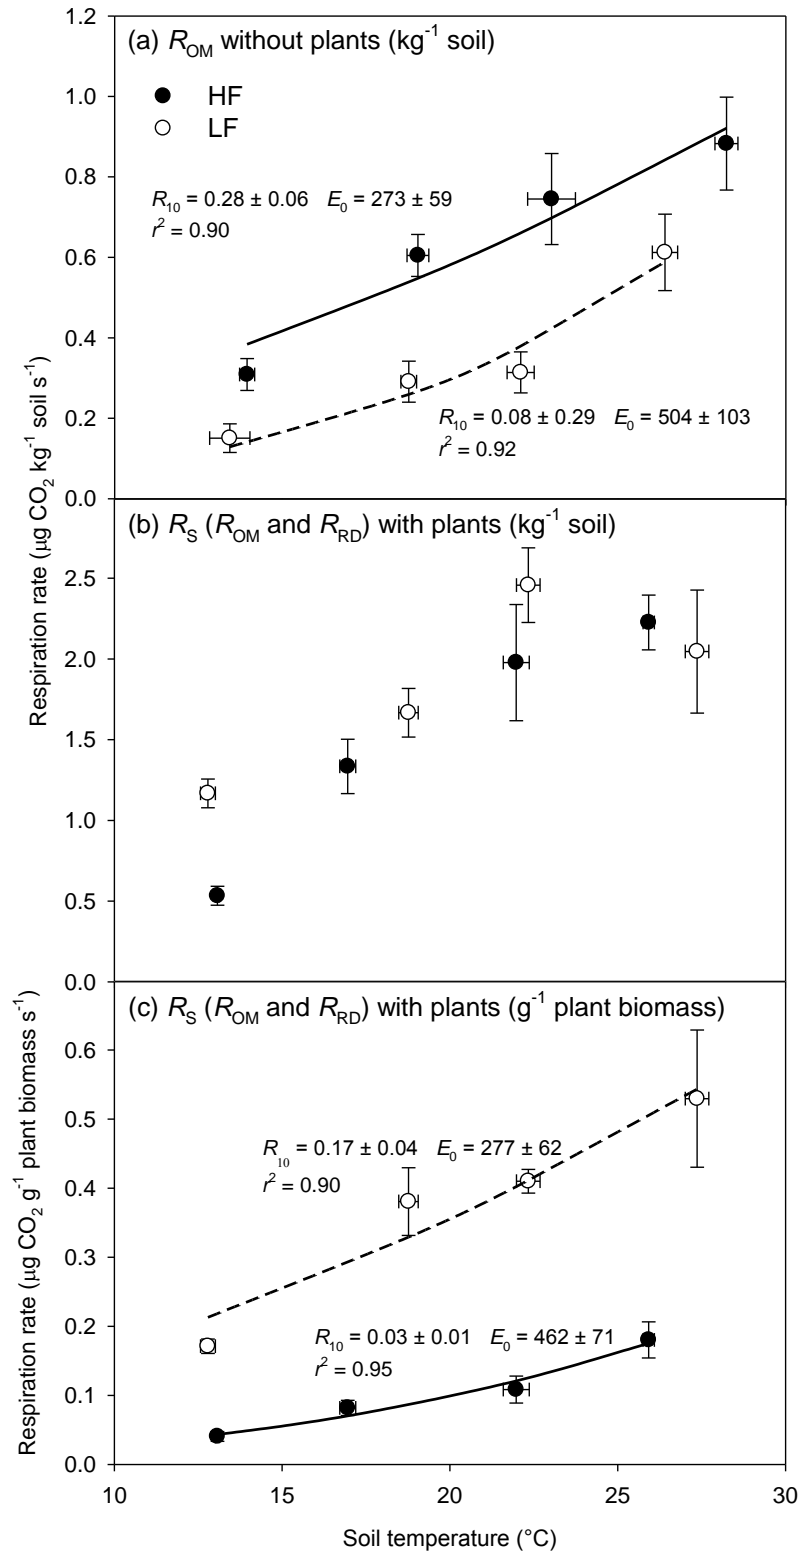 (a) R_OM without plants (kg⁻¹ soil)
HF
LF
R₁₀ = 0.28 ± 0.06 E₀ = 273 ± 59
r² = 0.90
R₁₀ = 0.08 ± 0.29 E₀ = 504 ± 103
r² = 0.92
1.2
1.0
0.8
0.6
0.4
0.2
0.0
Respiration rate (μg CO₂ kg⁻¹ soil s⁻¹)
(b) R_S (R_OM and R_RD) with plants (kg⁻¹ soil)
2.5
2.0
1.5
1.0
0.5
0.0
(c) R_S (R_OM and R_RD) with plants (g⁻¹ plant biomass)
R₁₀ = 0.17 ± 0.04 E₀ = 277 ± 62
r² = 0.90
R₁₀ = 0.03 ± 0.01 E₀ = 462 ± 71
r² = 0.95
0.6
0.5
0.4
0.3
0.2
0.1
0.0
Respiration rate (μg CO₂ g⁻¹ plant biomass s⁻¹)
10 15 20 25 30
Soil temperature (°C)